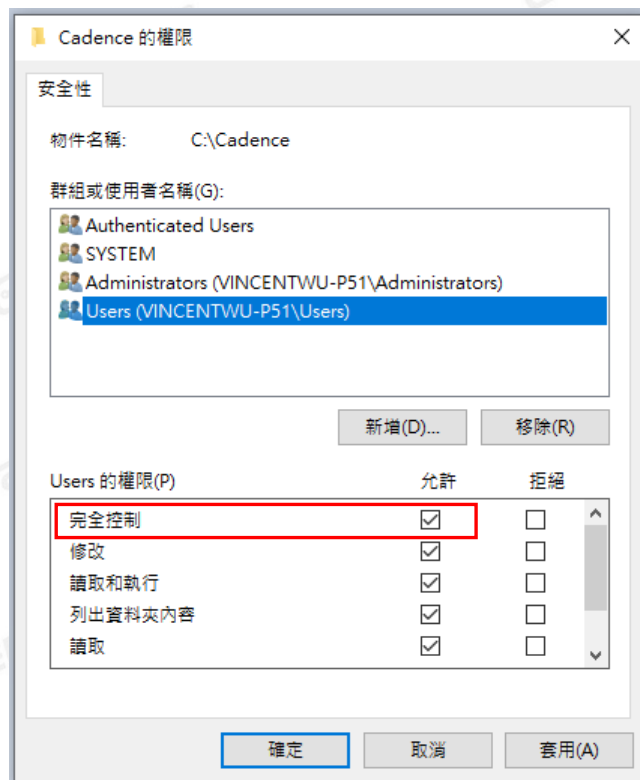 Cadence 的權限
安全性
物件名稱: C:\Cadence
群組或使用者名稱(G):
Authenticated Users
SYSTEM
Administrators (VINCENTWU-P51\Administrators)
Users (VINCENTWU-P51\Users)
新增(D)... 移除(R)
Users 的權限(P) 允許 拒絕
完全控制
修改
讀取和執行
列出資料夾內容
讀取
確定 取消 套用(A)